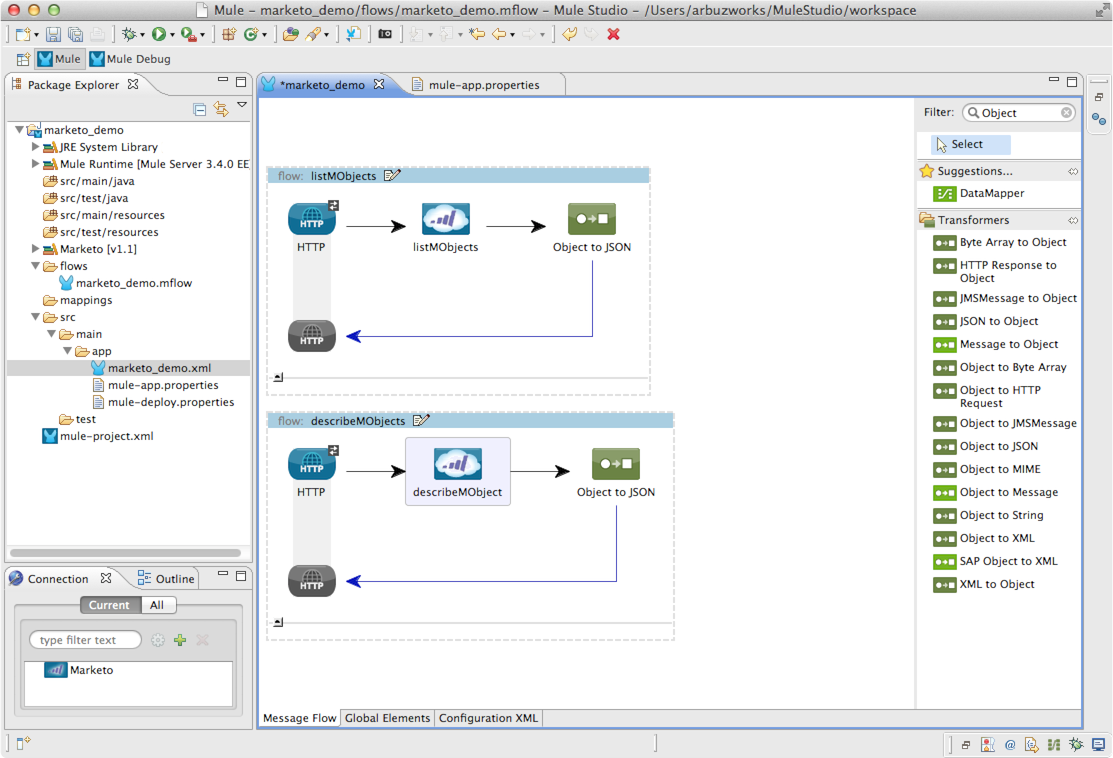 Mule – marketo_demo/flows/marketo_demo.mflow – Mule Studio – /Users/arbuzworks/MuleStudio/workspace
Mule
Mule Debug
Package Explorer
marketo_demo
JRE System Library
Mule Runtime [Mule Server 3.4.0 EE
src/main/java
src/test/java
src/main/resources
src/test/resources
Marketo [v1.1]
flows
marketo_demo.mflow
mappings
src
main
app
marketo_demo.xml
mule-app.properties
mule-deploy.properties
test
mule-project.xml
Connection
Outline
Current
All
type filter text
Marketo
*marketo_demo
mule-app.properties
flow: listMObjects
HTTP
HTTP
listMObjects
Object to JSON
HTTP
flow: describeMObjects
HTTP
HTTP
describeMObject
Object to JSON
HTTP
Message Flow
Global Elements
Configuration XML
Filter:
Object
Select
Suggestions...
DataMapper
Transformers
Byte Array to Object
HTTP Response to
Object
JMSMessage to Object
JSON to Object
Message to Object
Object to Byte Array
Object to HTTP
Request
Object to JMSMessage
Object to JSON
Object to MIME
Object to Message
Object to String
Object to XML
SAP Object to XML
XML to Object